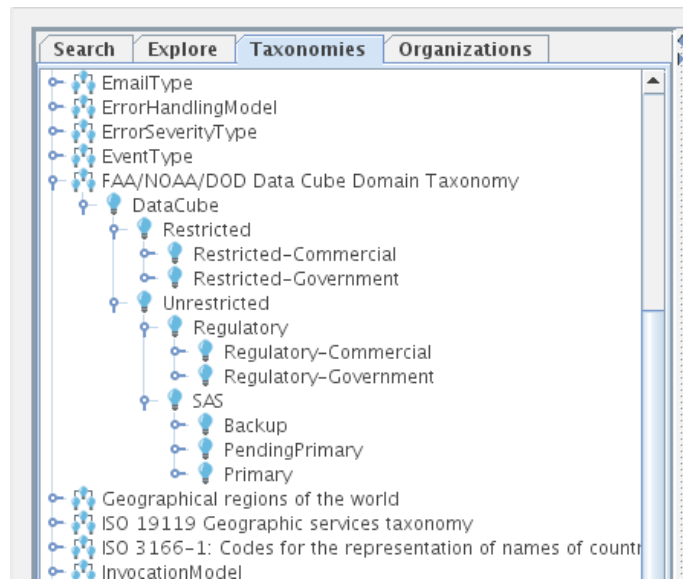 Search Explore Taxonomies Organizations
EmailType
ErrorHandlingModel
ErrorSeverityType
EventType
FAA/NOAA/DOD Data Cube Domain Taxonomy
DataCube
Restricted
Restricted-Commercial
Restricted-Government
Unrestricted
Regulatory
Regulatory-Commercial
Regulatory-Government
SAS
Backup
PendingPrimary
Primary
Geographical regions of the world
ISO 19119 Geographic services taxonomy
ISO 3166-1: Codes for the representation of names of countr
InvocationModel